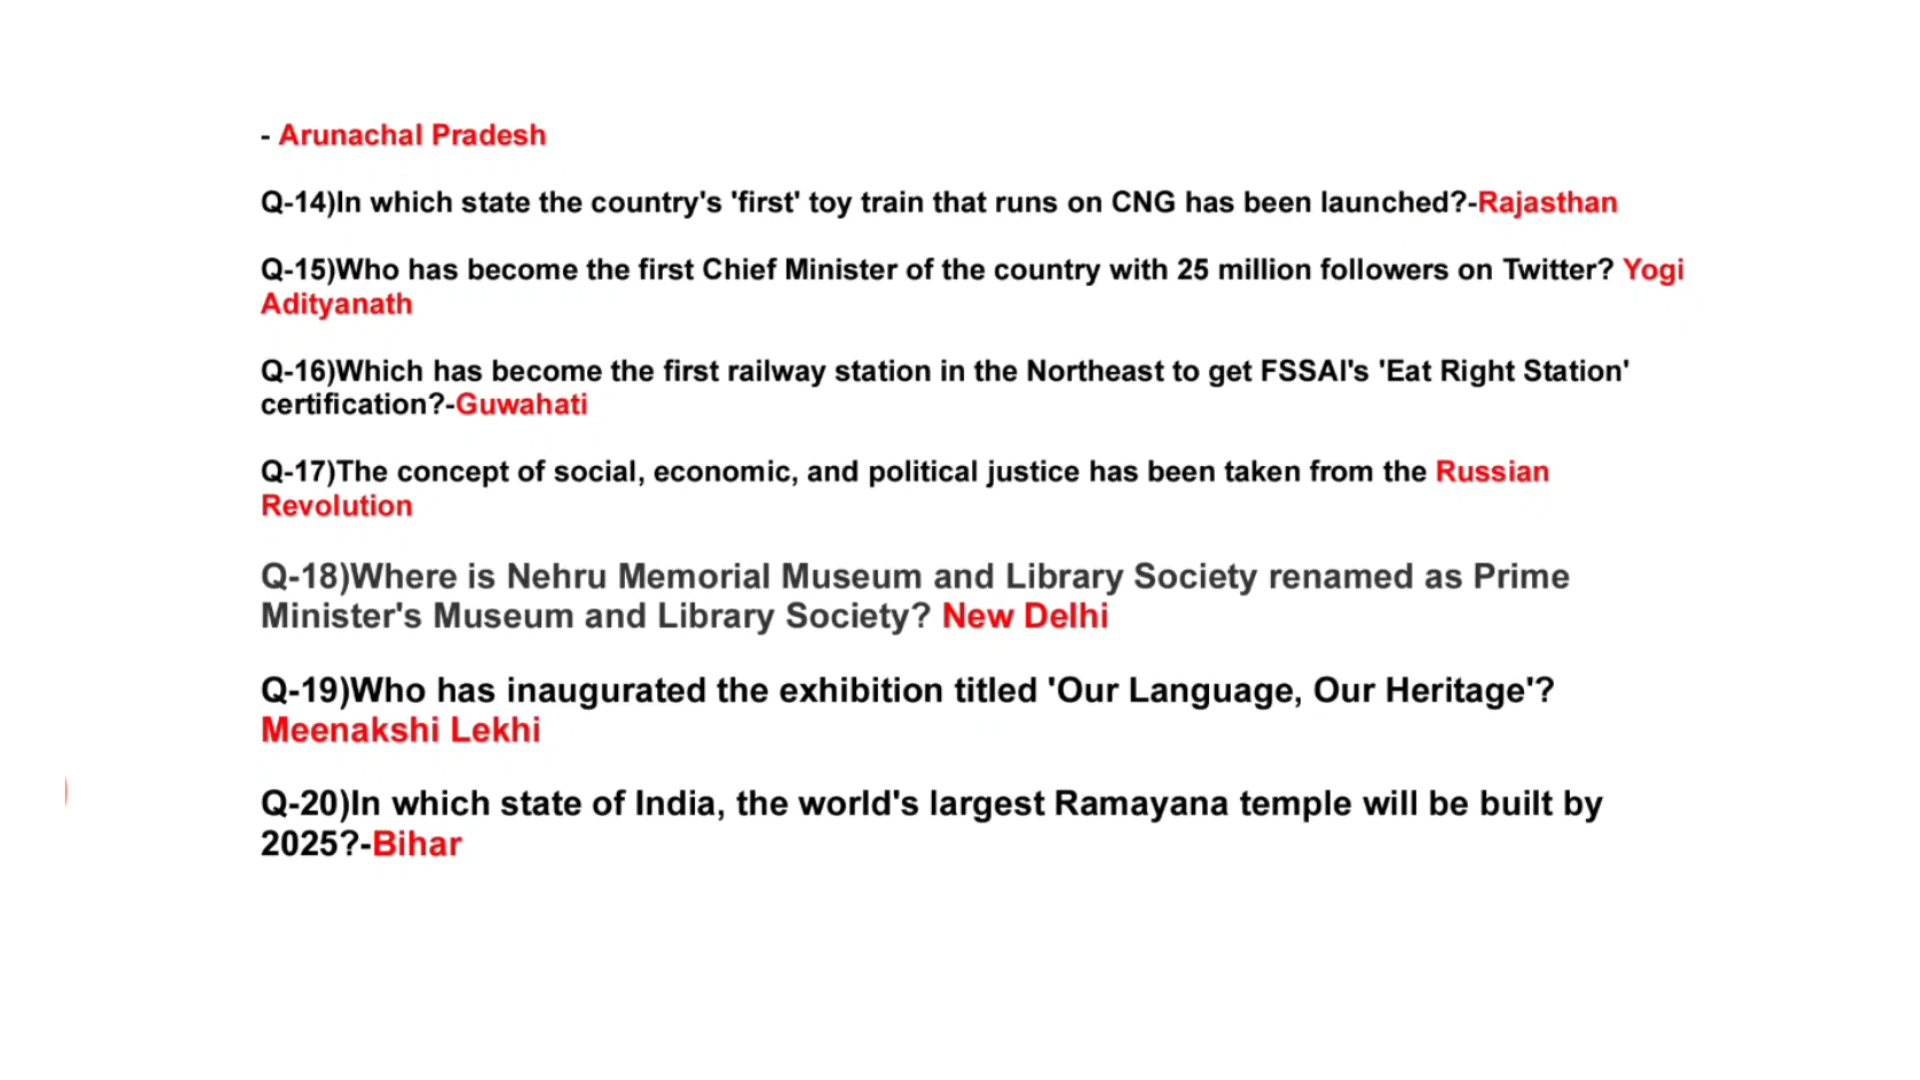 - Arunachal Pradesh
Q-14)In which state the country's 'first' toy train that runs on CNG has been launched?-Rajasthan
Q-15)Who has become the first Chief Minister of the country with 25 million followers on Twitter? Yogi
Adityanath
Q-16)Which has become the first railway station in the Northeast to get FSSAI's 'Eat Right Station'
certification?-Guwahati
Q-17)The concept of social, economic, and political justice has been taken from the Russian
Revolution
Q-18)Where is Nehru Memorial Museum and Library Society renamed as Prime
Minister's Museum and Library Society? New Delhi
Q-19)Who has inaugurated the exhibition titled 'Our Language, Our Heritage'?
Meenakshi Lekhi
Q-20)In which state of India, the world's largest Ramayana temple will be built by
2025?-Bihar